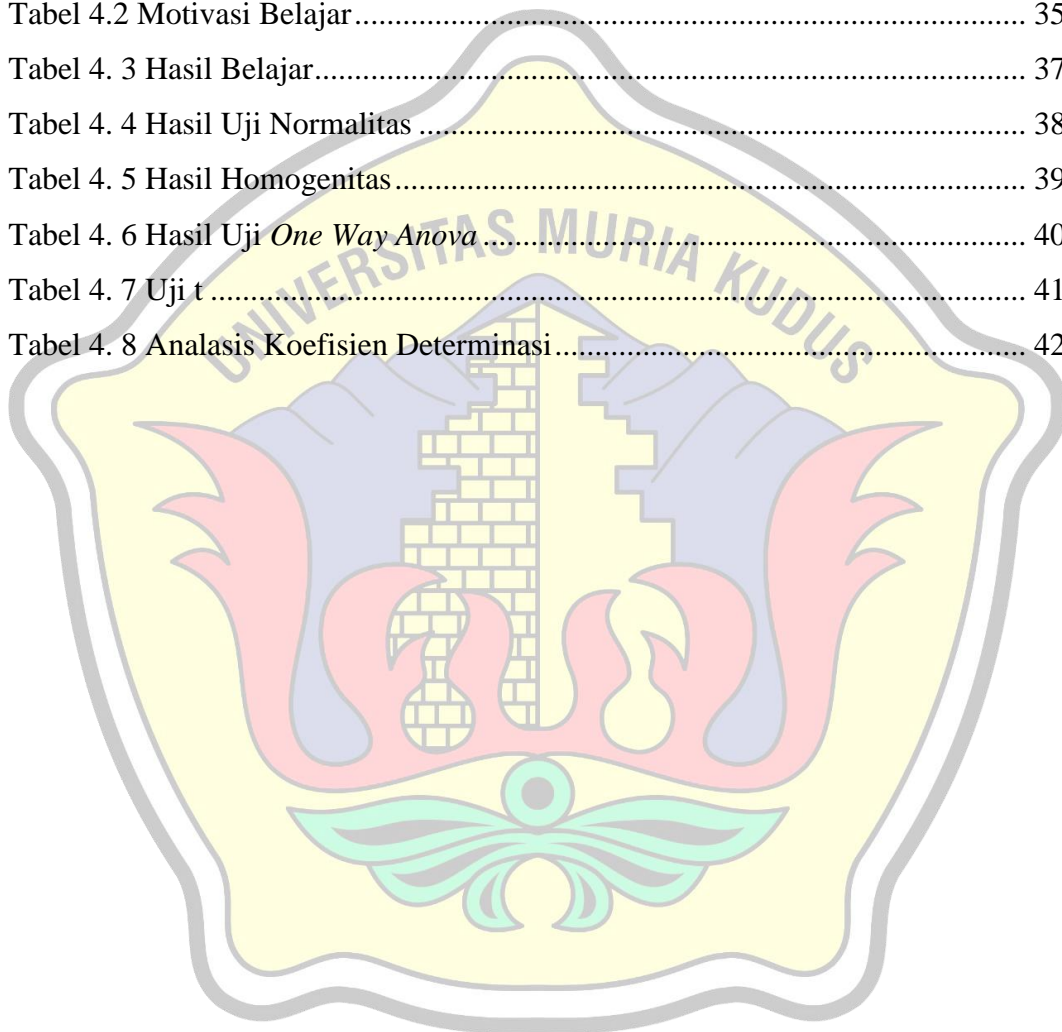 Tabel 4.2 Motivasi Belajar........................................................................ 35
Tabel 4. 3 Hasil Belajar............................................................................. 37
Tabel 4. 4 Hasil Uji Normalitas ................................................................ 38
Tabel 4. 5 Hasil Homogenitas................................................................... 39
Tabel 4. 6 Hasil Uji One Way Anova ........................................................ 40
Tabel 4. 7 Uji t .......................................................................................... 41
Tabel 4. 8 Analasis Koefisien Determinasi............................................... 42
UNIVERSITAS MURIA KUDUS